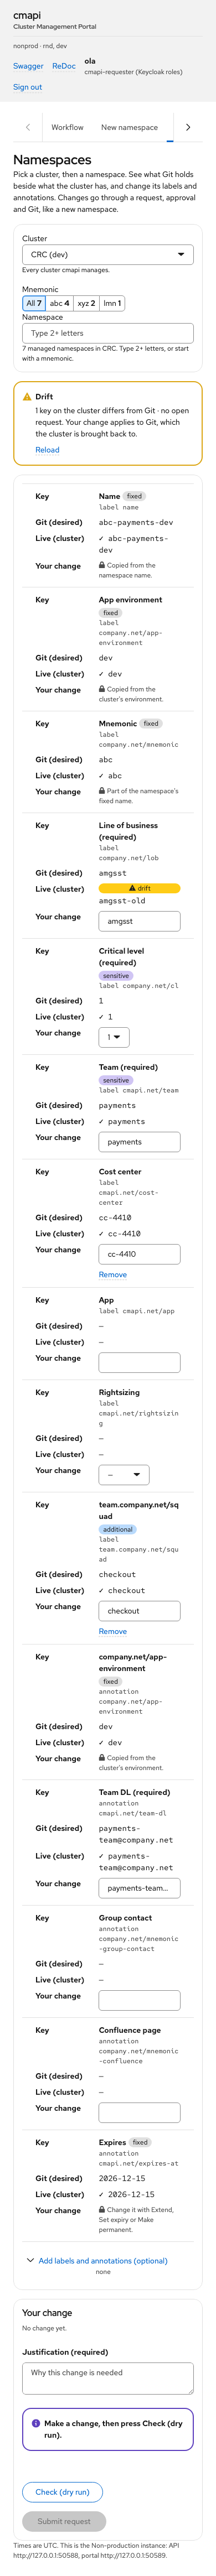 cmapi
Cluster Management Portal
nonprod · rnd, dev
Swagger
ReDoc
ola
cmapi-requester (Keycloak roles)
Sign out
Workflow
New namespace
Namespaces
Pick a cluster, then a namespace. See what Git holds
beside what the cluster has, and change its labels and
annotations. Changes go through a request, approval
and Git, like a new namespace.
Cluster
CRC (dev)
Every cluster cmapi manages.
Mnemonic
All 7
abc 4
xyz 2
lmn 1
Namespace
Type 2+ letters
7 managed namespaces in CRC. Type 2+ letters, or start
with a mnemonic.
Drift
1 key on the cluster differs from Git · no open
request. Your change applies to Git, which
the cluster is brought back to.
Reload
Key
Name fixed
label name
Git (desired)
abc-payments-dev
Live (cluster)
✓ abc-payments-
dev
Your change
Copied from the
namespace name.
Key
App environment
fixed
label
company.net/app-
environment
Git (desired)
dev
Live (cluster)
✓ dev
Your change
Copied from the
cluster's environment.
Key
Mnemonic fixed
label
company.net/mnemonic
Git (desired)
abc
Live (cluster)
✓ abc
Your change
Part of the namespace's
fixed name.
Key
Line of business
(required)
label
company.net/lob
Git (desired)
amgsst
Live (cluster)
drift
amgsst-old
Your change
amgsst
Key
Critical level
(required)
sensitive
label company.net/cl
Git (desired)
1
Live (cluster)
✓ 1
Your change
1
Key
Team (required)
sensitive
label cmapi.net/team
Git (desired)
payments
Live (cluster)
✓ payments
Your change
payments
Key
Cost center
label
cmapi.net/cost-
center
Git (desired)
cc-4410
Live (cluster)
✓ cc-4410
Your change
cc-4410
Remove
Key
App
label cmapi.net/app
Git (desired)
—
Live (cluster)
—
Your change
Key
Rightsizing
label
cmapi.net/rightsizin
g
Git (desired)
—
Live (cluster)
—
Your change
—
Key
team.company.net/sq
uad
additional
label
team.company.net/squ
ad
Git (desired)
checkout
Live (cluster)
✓ checkout
Your change
checkout
Remove
Key
company.net/app-
environment
fixed
annotation
company.net/app-
environment
Git (desired)
dev
Live (cluster)
✓ dev
Your change
Copied from the
cluster's environment.
Key
Team DL (required)
annotation
cmapi.net/team-dl
Git (desired)
payments-
team@company.net
Live (cluster)
✓ payments-
team@company.net
Your change
payments-team...
Key
Group contact
annotation
company.net/mnemonic
-group-contact
Git (desired)
—
Live (cluster)
—
Your change
Key
Confluence page
annotation
company.net/mnemonic
-confluence
Git (desired)
—
Live (cluster)
—
Your change
Key
Expires fixed
annotation
cmapi.net/expires-at
Git (desired)
2026-12-15
Live (cluster)
✓ 2026-12-15
Your change
Change it with Extend,
Set expiry or Make
permanent.
Add labels and annotations (optional)
none
Your change
No change yet.
Justification (required)
Why this change is needed
Make a change, then press Check (dry
run).
Check (dry run)
Submit request
Times are UTC. This is the Non-production instance: API
http://127.0.0.1:50588, portal http://127.0.0.1:50589.